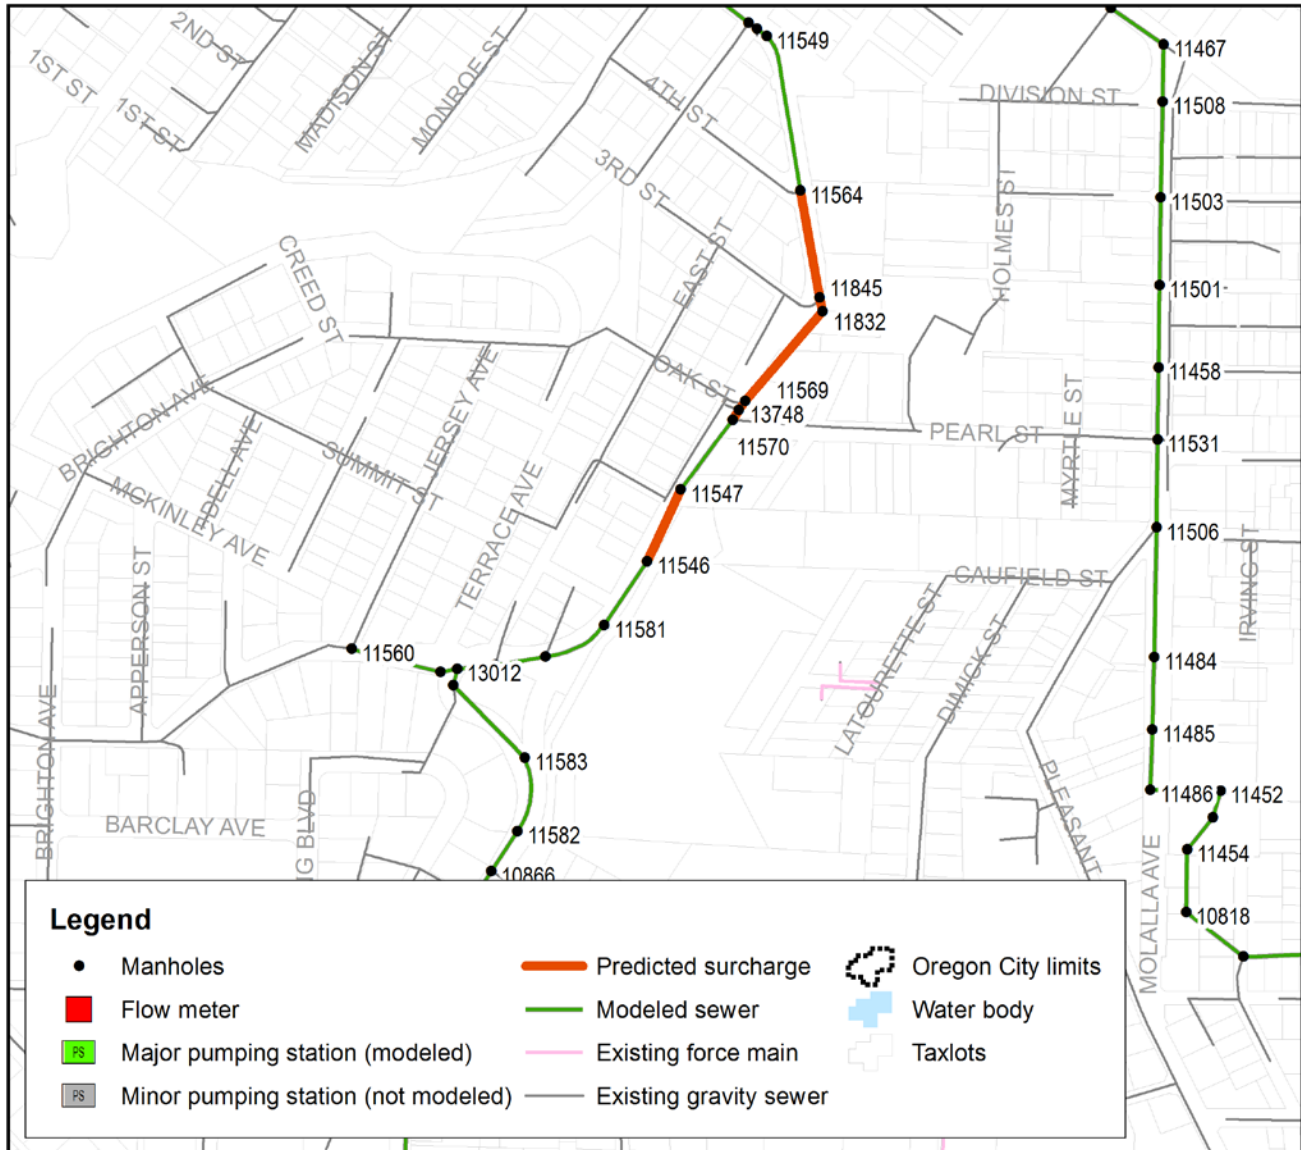 2ND ST
1ST ST
1ST ST
MADISON ST
MONROE ST
11549
4TH ST
3RD ST
11564
EAST ST
11845
11832
CREED ST
OAK ST
11569
13748
11570
DIVISION ST
HOLMES ST
11467
11508
11503
11501
11458
11531
PEARL ST
MYRTLE ST
11506
BRIGHTON AVE
JERSEY AVE
SUMMIT ST
MCKINLEY AVE
TERRACE AVE
APPERSON ST
11547
11546
11581
11560
13012
CAUFIELD ST
IRVING ST
LATOURETTE ST
DIMICK ST
11484
11485
11486
11452
11454
10818
BRIGHTON AVE
BARCLAY AVE
BLVD
11583
11582
10866
PLEASANT
MOLALLA AVE
Legend
Manholes
Flow meter
PS Major pumping station (modeled)
PS Minor pumping station (not modeled)
Predicted surcharge
Modeled sewer
Existing force main
Existing gravity sewer
Oregon City limits
Water body
Taxlots